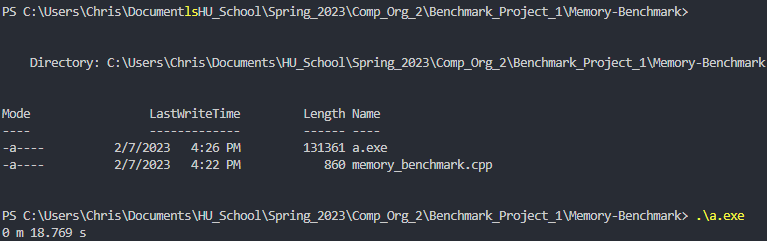 PS C:\Users\Chris\DocumentlsHU_School\Spring_2023\Comp_Org_2\Benchmark_Project_1\Memory-Benchmark>
Directory: C:\Users\Chris\Documents\HU_School\Spring_2023\Comp_Org_2\Benchmark_Project_1\Memory-Benchmark
Mode LastWriteTime Length Name
---- ------------- ------ ----
-a---- 2/7/2023 4:26 PM 131361 a.exe
-a---- 2/7/2023 4:22 PM 860 memory_benchmark.cpp
PS C:\Users\Chris\Documents\HU_School\Spring_2023\Comp_Org_2\Benchmark_Project_1\Memory-Benchmark> .\a.exe
0 m 18.769 s